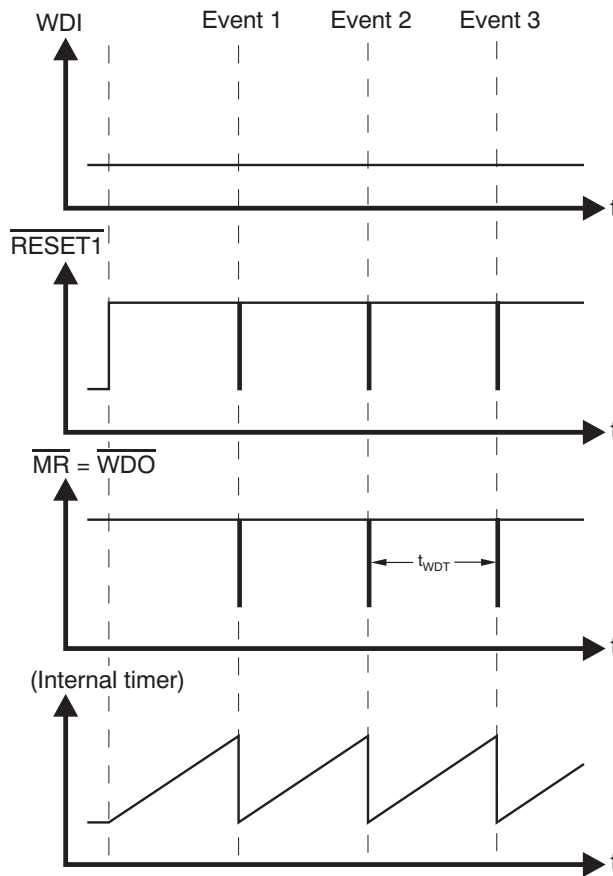 WDI Event 1 Event 2 Event 3
t
RESET1
t
MR = WDO
tWDT
t
(Internal timer)
t